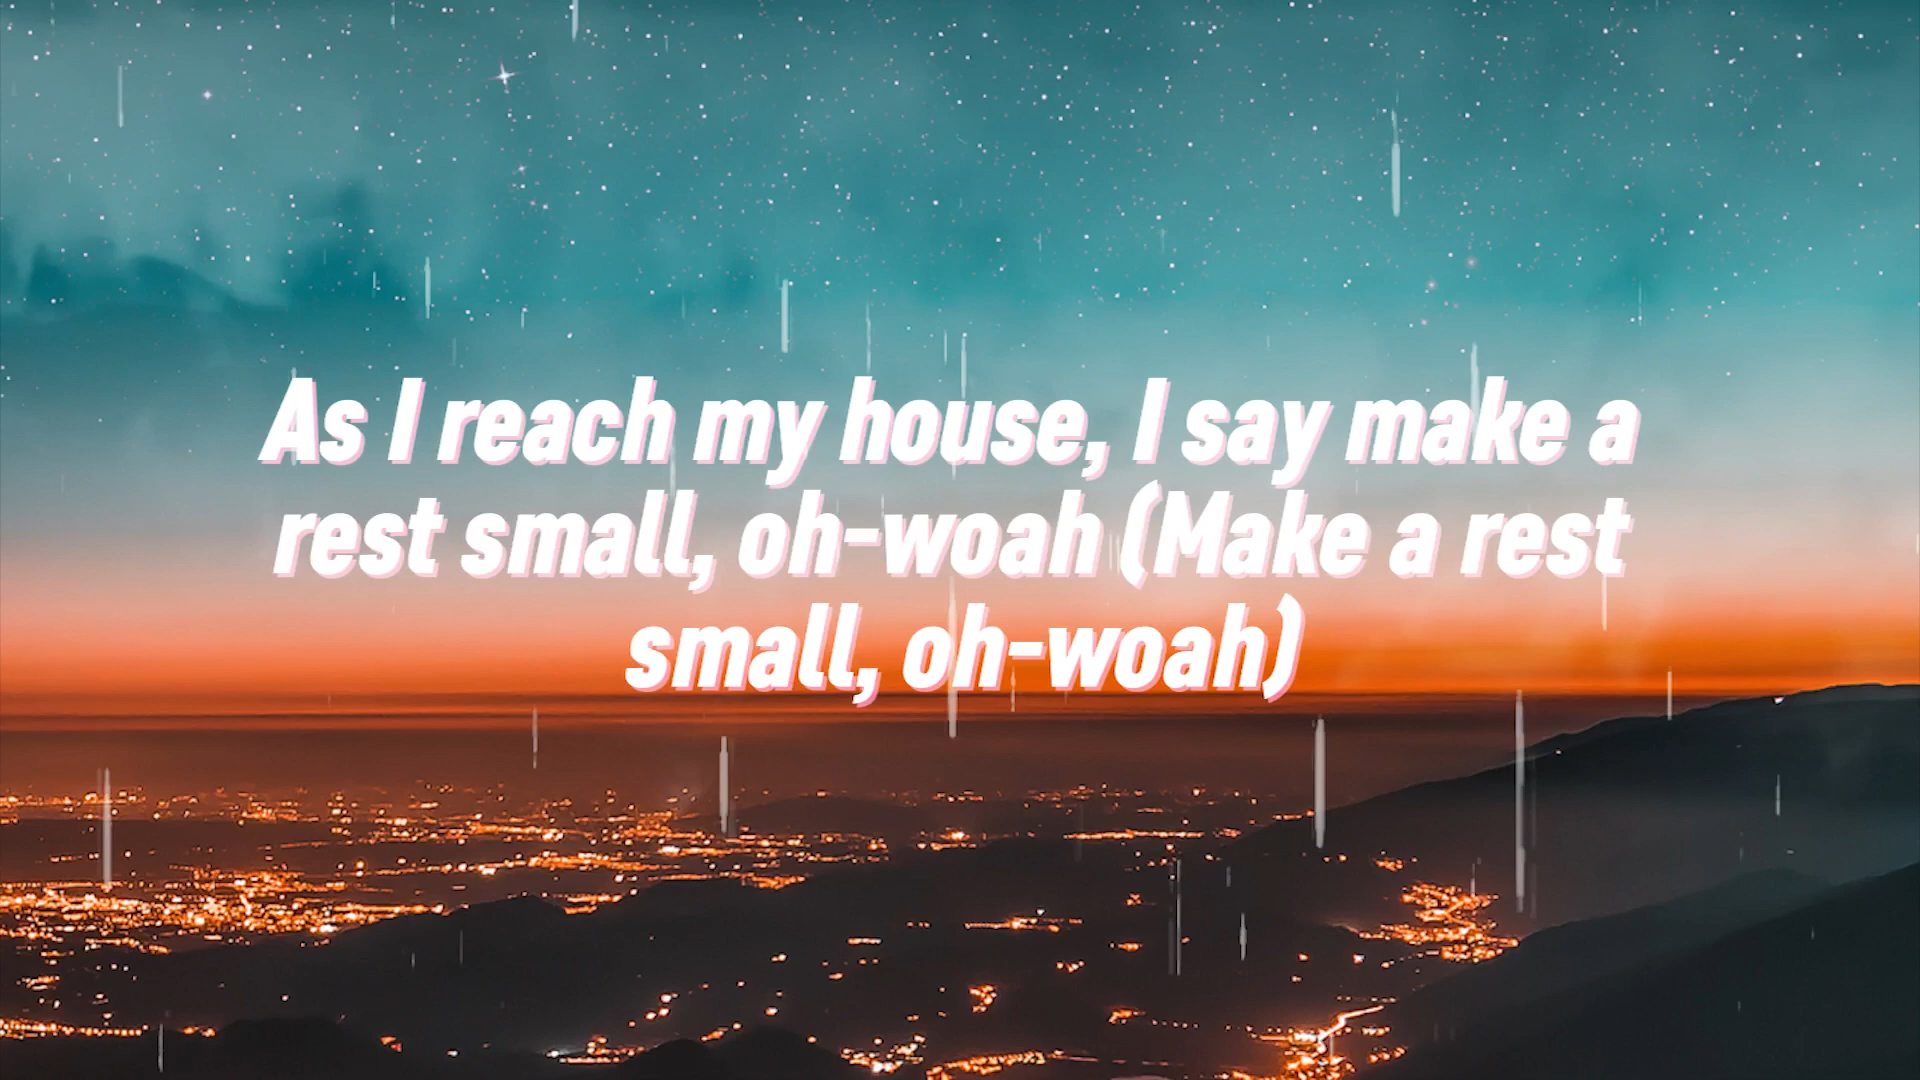 As I reach my house, I say make a
rest small, oh-woah (Make a rest
small, oh-woah)